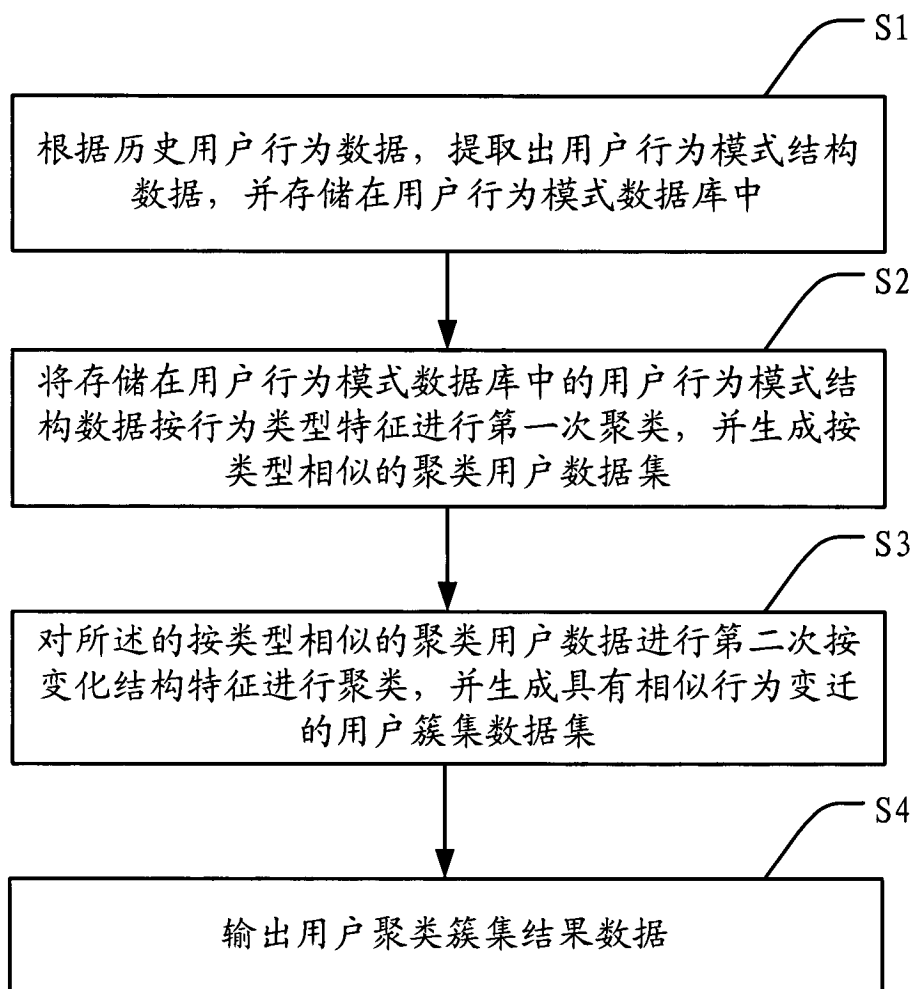 S1
根据历史用户行为数据，提取出用户行为模式结构
数据，并存储在用户行为模式数据库中
S2
将存储在用户行为模式数据库中的用户行为模式结
构数据按行为类型特征进行第一次聚类，并生成按
类型相似的聚类用户数据集
S3
对所述的按类型相似的聚类用户数据进行第二次按
变化结构特征进行聚类，并生成具有相似行为变迁
的用户簇集数据集
S4
输出用户聚类簇集结果数据